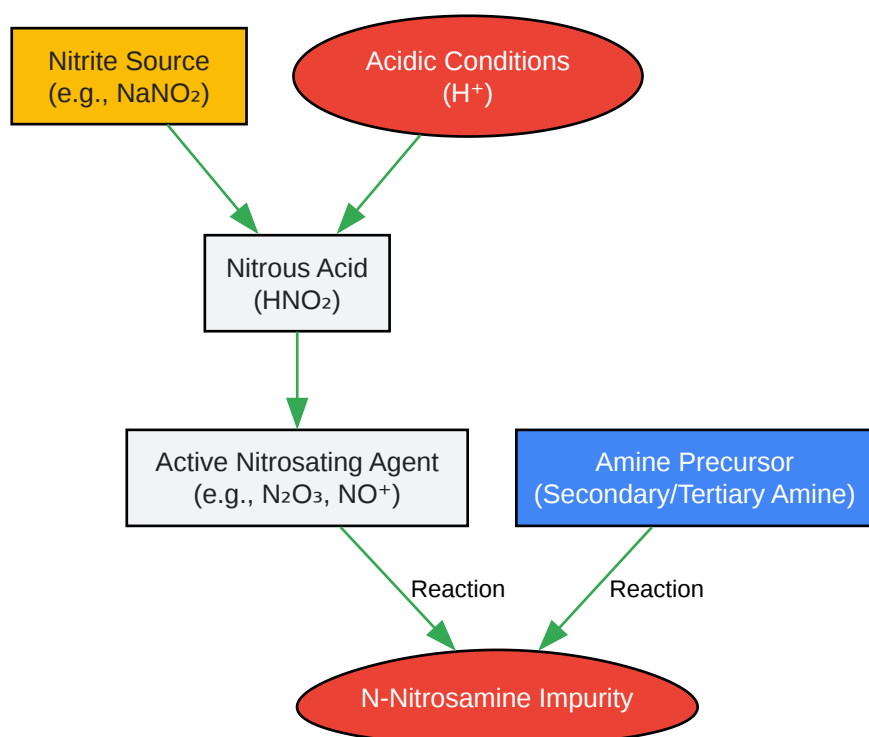 Nitrite Source
(e.g., NaNO₂)
Acidic Conditions
(H⁺)
Nitrous Acid
(HNO₂)
Active Nitrosating Agent
(e.g., N₂O₃, NO⁺)
Amine Precursor
(Secondary/Tertiary Amine)
Reaction
Reaction
N-Nitrosamine Impurity